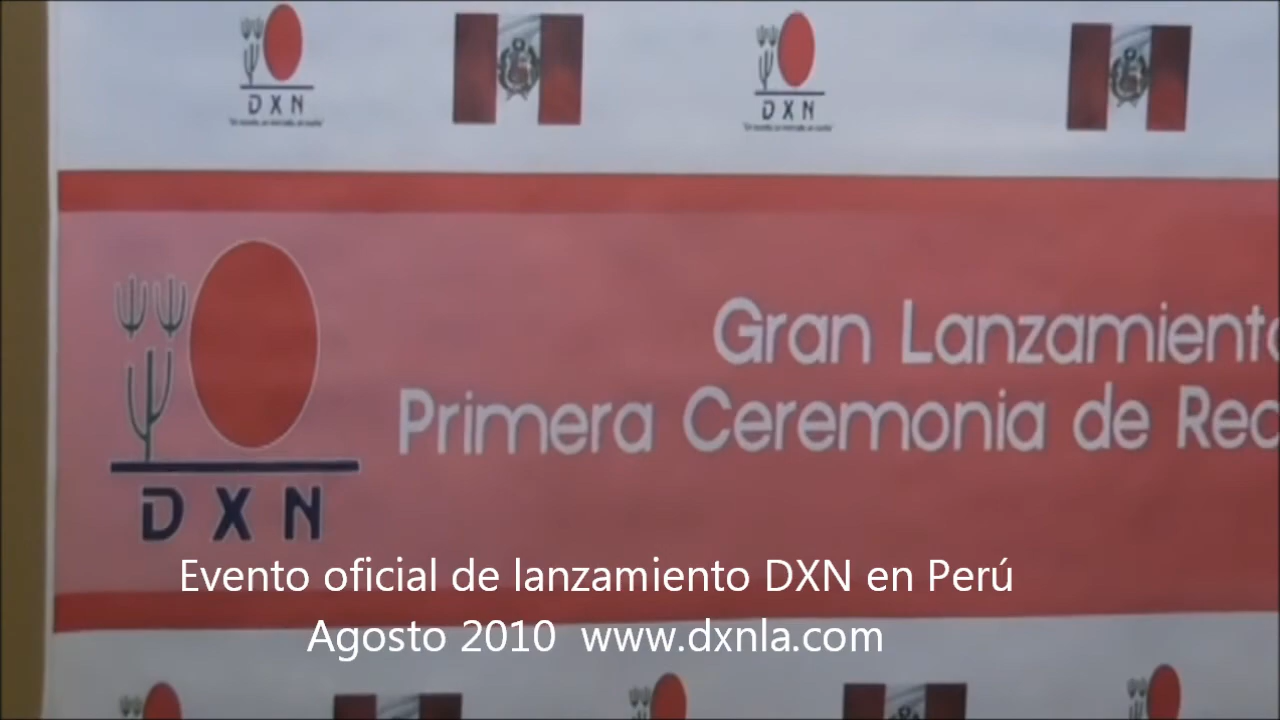 DXN
DXN
DXN
Gran Lanzamiento
Primera Ceremonia de Rec
Evento oficial de lanzamiento DXN en Perú
Agosto 2010 www.dxnla.com